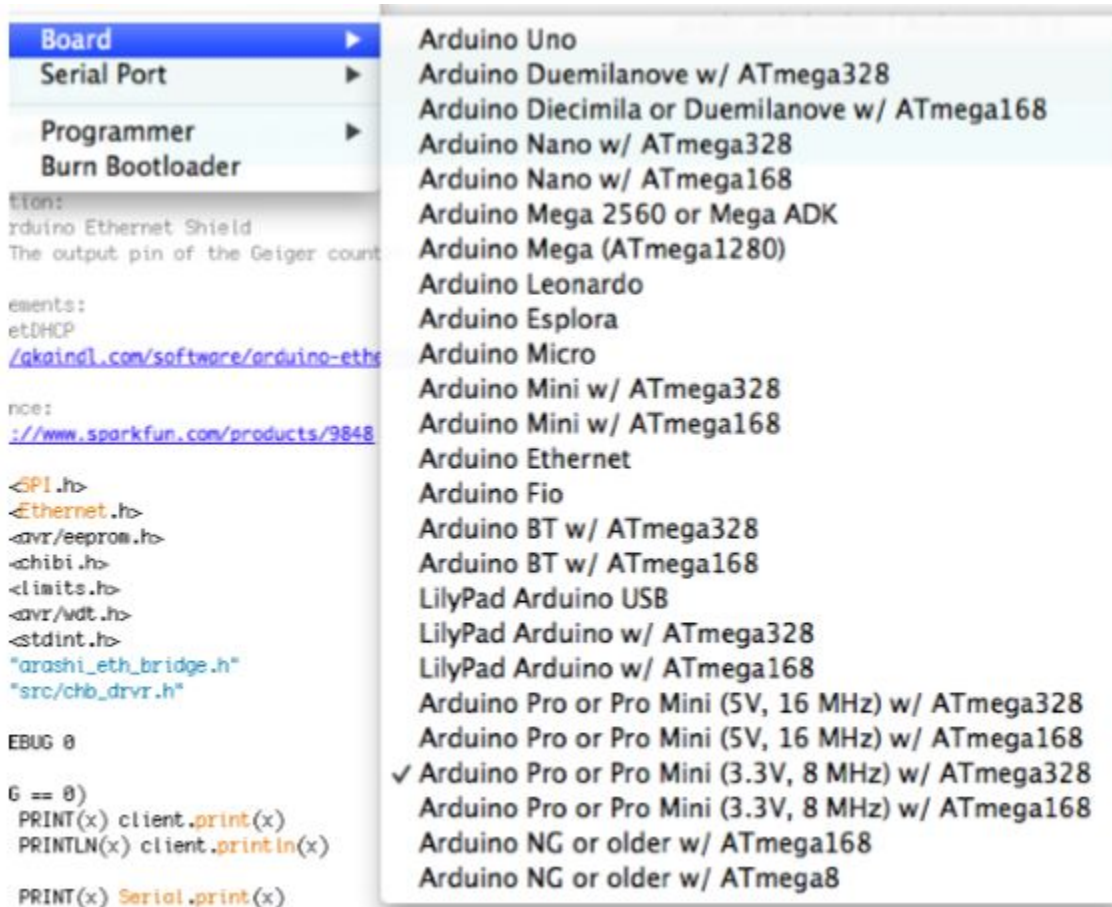 Board
Serial Port
Programmer
Burn Bootloader
Arduino Uno
Arduino Duemilanove w/ ATmega328
Arduino Diecimila or Duemilanove w/ ATmega168
Arduino Nano w/ ATmega328
Arduino Nano w/ ATmega168
Arduino Mega 2560 or Mega ADK
Arduino Mega (ATmega1280)
Arduino Leonardo
Arduino Esplora
Arduino Micro
Arduino Mini w/ ATmega328
Arduino Mini w/ ATmega168
Arduino Ethernet
Arduino Fio
Arduino BT w/ ATmega328
Arduino BT w/ ATmega168
LilyPad Arduino USB
LilyPad Arduino w/ ATmega328
LilyPad Arduino w/ ATmega168
Arduino Pro or Pro Mini (5V, 16 MHz) w/ ATmega328
Arduino Pro or Pro Mini (5V, 16 MHz) w/ ATmega168
✓ Arduino Pro or Pro Mini (3.3V, 8 MHz) w/ ATmega328
Arduino Pro or Pro Mini (3.3V, 8 MHz) w/ ATmega168
Arduino NG or older w/ ATmega168
Arduino NG or older w/ ATmega8
tion:
rduino Ethernet Shield
The output pin of the Geiger count
ements:
etDHCP
/gkaindl.com/software/arduino-ethe
nce:
://www.sparkfun.com/products/9848
<SPI.h>
<Ethernet.h>
<avr/eeprom.h>
<chibi.h>
<limits.h>
<avr/wdt.h>
<stdint.h>
"arashi_eth_bridge.h"
"src/chb_drvr.h"
EBUG 0
G == 0)
PRINT(x) client.print(x)
PRINTLN(x) client.println(x)
PRINT(x) Serial.print(x)